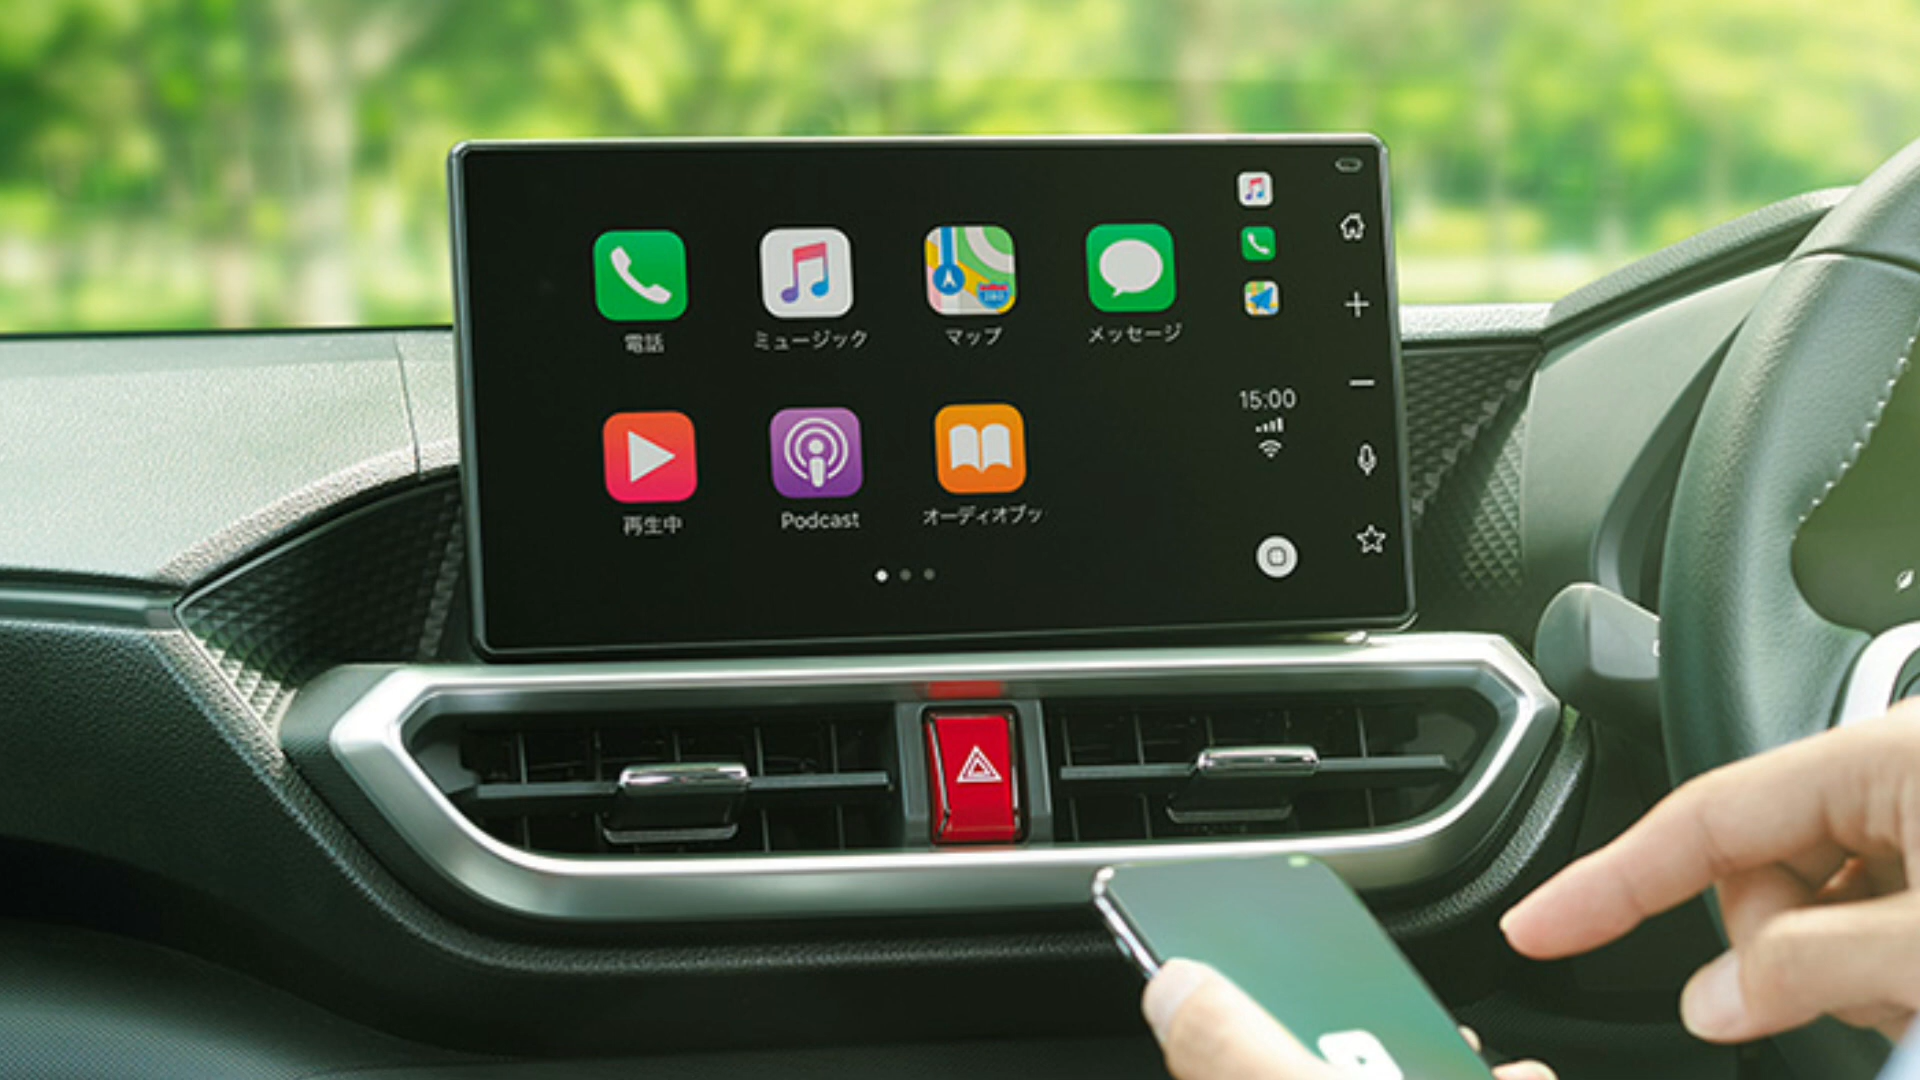 電話
ミュージック
マップ
メッセージ
再生中
Podcast
オーディオブッ
15:00